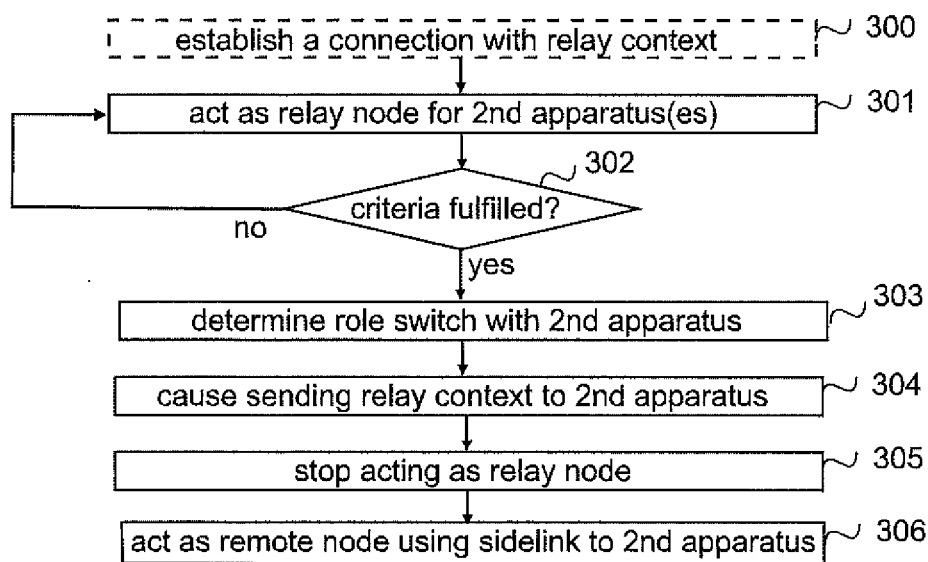 establish a connection with relay context
300
act as relay node for 2nd apparatus(es)
301
302
criteria fulfilled?
no
yes
determine role switch with 2nd apparatus
303
cause sending relay context to 2nd apparatus
304
stop acting as relay node
305
act as remote node using sidelink to 2nd apparatus
306